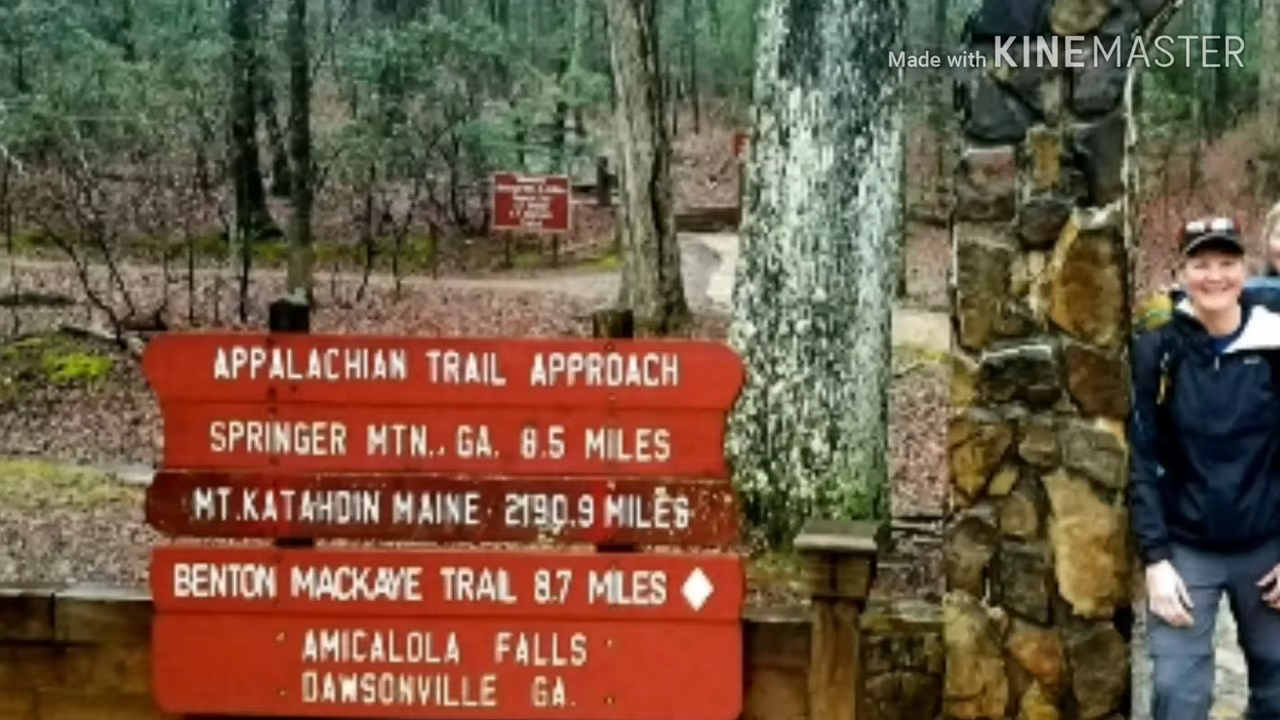 Made with KINEMASTER
APPALACHIAN TRAIL APPROACH
SPRINGER MTN., GA. 8.5 MILES
MT.KATAHDIN MAINE 2190.9 MILES
BENTON MACKAYE TRAIL 8.7 MILES
AMICALOLA FALLS
DAWSONVILLE GA.